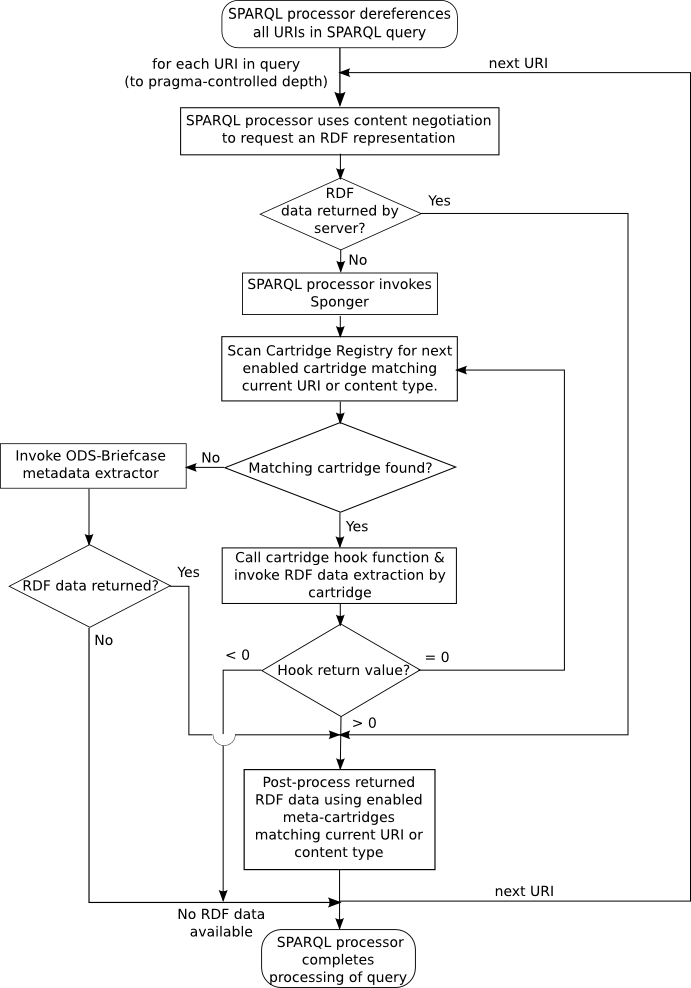 SPARQL processor dereferences
all URIs in SPARQL query
for each URI in query
(to pragma-controlled depth)
next URI
SPARQL processor uses content negotiation
to request an RDF representation
RDF
data returned by
server?
Yes
No
SPARQL processor invokes
Sponger
Scan Cartridge Registry for next
enabled cartridge matching
current URI or content type.
Invoke ODS-Briefcase
metadata extractor
No
Matching cartridge found?
Yes
Call cartridge hook function &
invoke RDF data extraction by
cartridge
RDF data returned?
Yes
No
< 0
Hook return value?
= 0
> 0
Post-process returned
RDF data using enabled
meta-cartridges
matching current URI or
content type
next URI
No RDF data
available
SPARQL processor
completes
processing of query